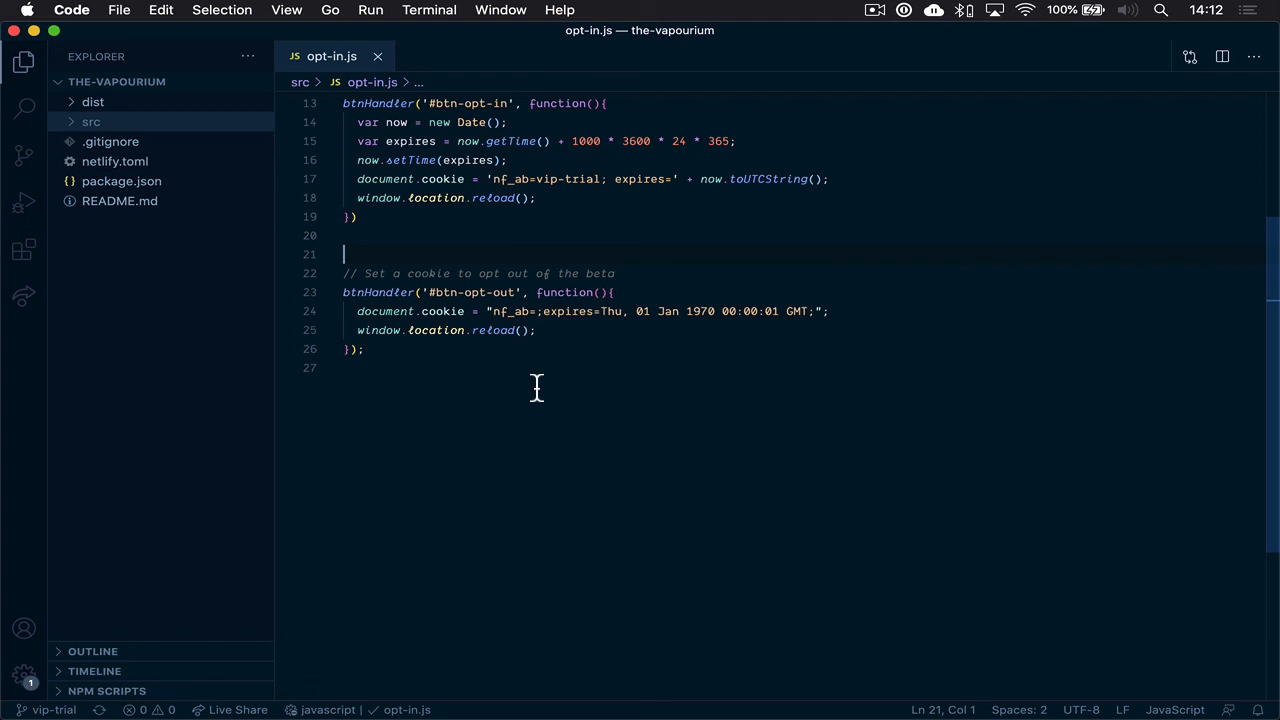 Code File Edit Selection View Go Run Terminal Window Help 100% 14:12
opt-in.js — the-vapourium
EXPLORER
JS opt-in.js
THE-VAPOURIUM
src > JS opt-in.js > ...
dist
src
.gitignore
netlify.toml
{} package.json
README.md
13 btnHandler('#btn-opt-in', function(){
14 var now = new Date();
15 var expires = now.getTime() + 1000 * 3600 * 24 * 365;
16 now.setTime(expires);
17 document.cookie = 'nf_ab=vip-trial; expires=' + now.toUTCString();
18 window.location.reload();
19 })
20
21
22 // Set a cookie to opt out of the beta
23 btnHandler('#btn-opt-out', function(){
24 document.cookie = "nf_ab=;expires=Thu, 01 Jan 1970 00:00:01 GMT;";
25 window.location.reload();
26 });
27
OUTLINE
TIMELINE
NPM SCRIPTS
1
vip-trial 0 0 Live Share javascript | ✓ opt-in.js Ln 21, Col 1 Spaces: 2 UTF-8 LF JavaScript